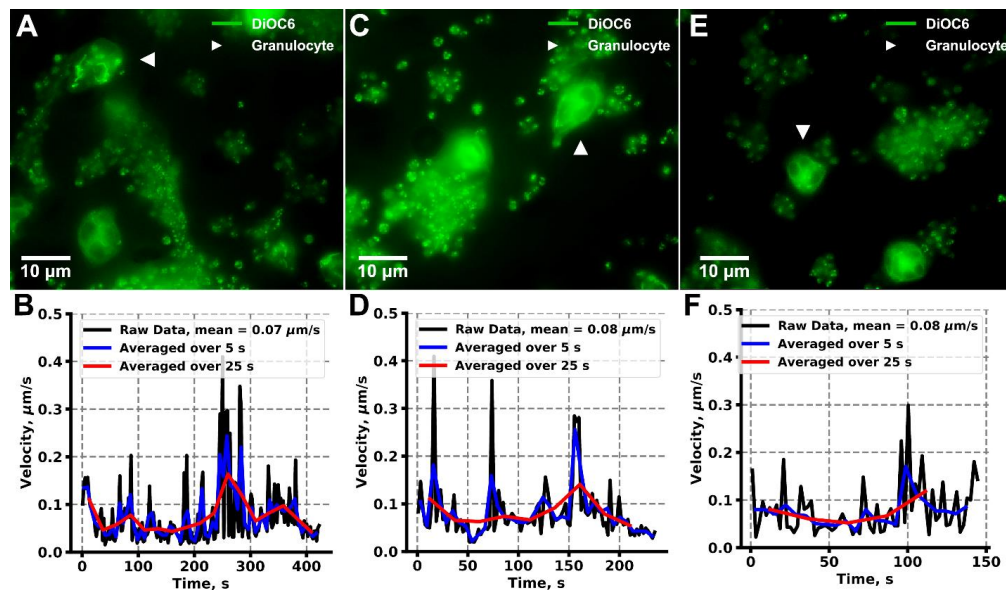 A
DiOC6
Granulocyte
10 μm
C
DiOC6
Granulocyte
10 μm
E
DiOC6
Granulocyte
10 μm
B
Raw Data, mean = 0.07 μm/s
Averaged over 5 s
Averaged over 25 s
Velocity, μm/s
0.5
0.4
0.3
0.2
0.1
0.0
0 100 200 300 400
Time, s
D
Raw Data, mean = 0.08 μm/s
Averaged over 5 s
Averaged over 25 s
Velocity, μm/s
0.5
0.4
0.3
0.2
0.1
0.0
0 50 100 150 200
Time, s
F
Raw Data, mean = 0.08 μm/s
Averaged over 5 s
Averaged over 25 s
Velocity, μm/s
0.5
0.4
0.3
0.2
0.1
0.0
0 50 100 150
Time, s